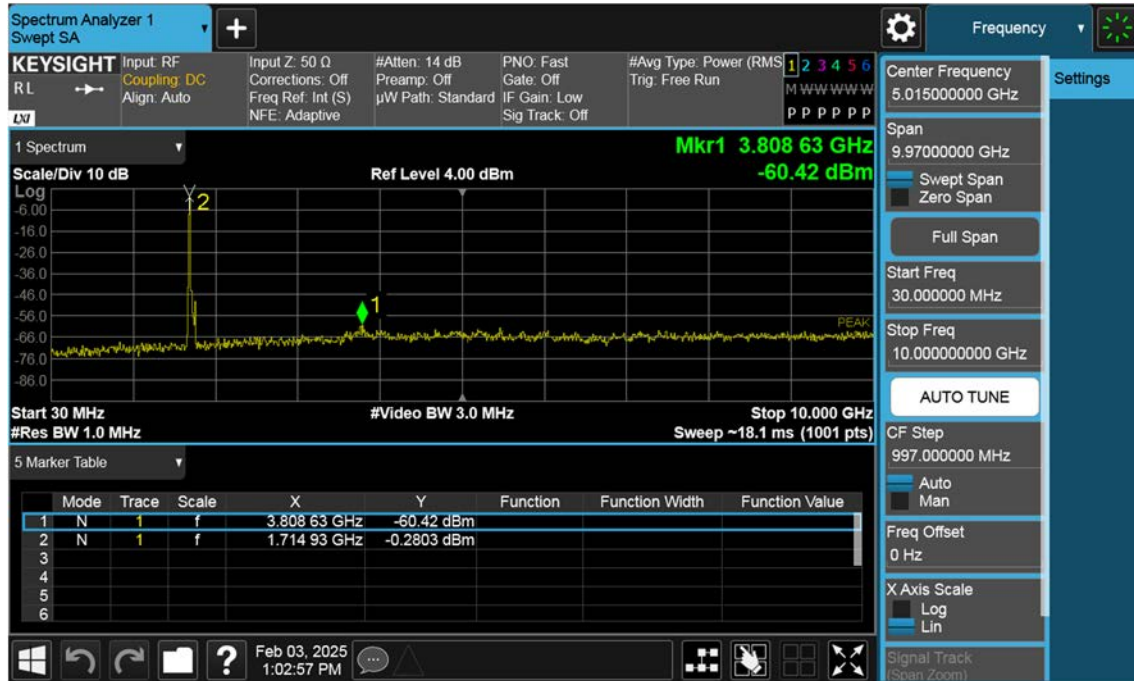 Spectrum Analyzer 1
Swept SA
+
Frequency
KEYSIGHT
RL
LXI
Input: RF
Coupling: DC
Align: Auto
Input Z: 50 Ω
Corrections: Off
Freq Ref: Int (S)
NFE: Adaptive
#Atten: 14 dB
Preamp: Off
µW Path: Standard
PNO: Fast
Gate: Off
IF Gain: Low
Sig Track: Off
#Avg Type: Power (RMS
Trig: Free Run
1 2 3 4 5 6
M W W W W W
P P P P P P
1 Spectrum
Mkr1 3.808 63 GHz
-60.42 dBm
Scale/Div 10 dB
Ref Level 4.00 dBm
Log
-6.00
-16.0
-26.0
-36.0
-46.0
-56.0
-66.0
-76.0
-86.0
2
1
PEAK
Start 30 MHz
#Video BW 3.0 MHz
Stop 10.000 GHz
#Res BW 1.0 MHz
Sweep ~18.1 ms (1001 pts)
5 Marker Table
Mode Trace Scale X Y Function Function Width Function Value
1 N 1 f 3.808 63 GHz -60.42 dBm
2 N 1 f 1.714 93 GHz -0.2803 dBm
3
4
5
6
?
Feb 03, 2025
1:02:57 PM
Center Frequency
5.015000000 GHz
Span
9.97000000 GHz
Swept Span
Zero Span
Full Span
Start Freq
30.000000 MHz
Stop Freq
10.000000000 GHz
AUTO TUNE
CF Step
997.000000 MHz
Auto
Man
Freq Offset
0 Hz
X Axis Scale
Log
Lin
Signal Track
(Span Zoom)
Settings